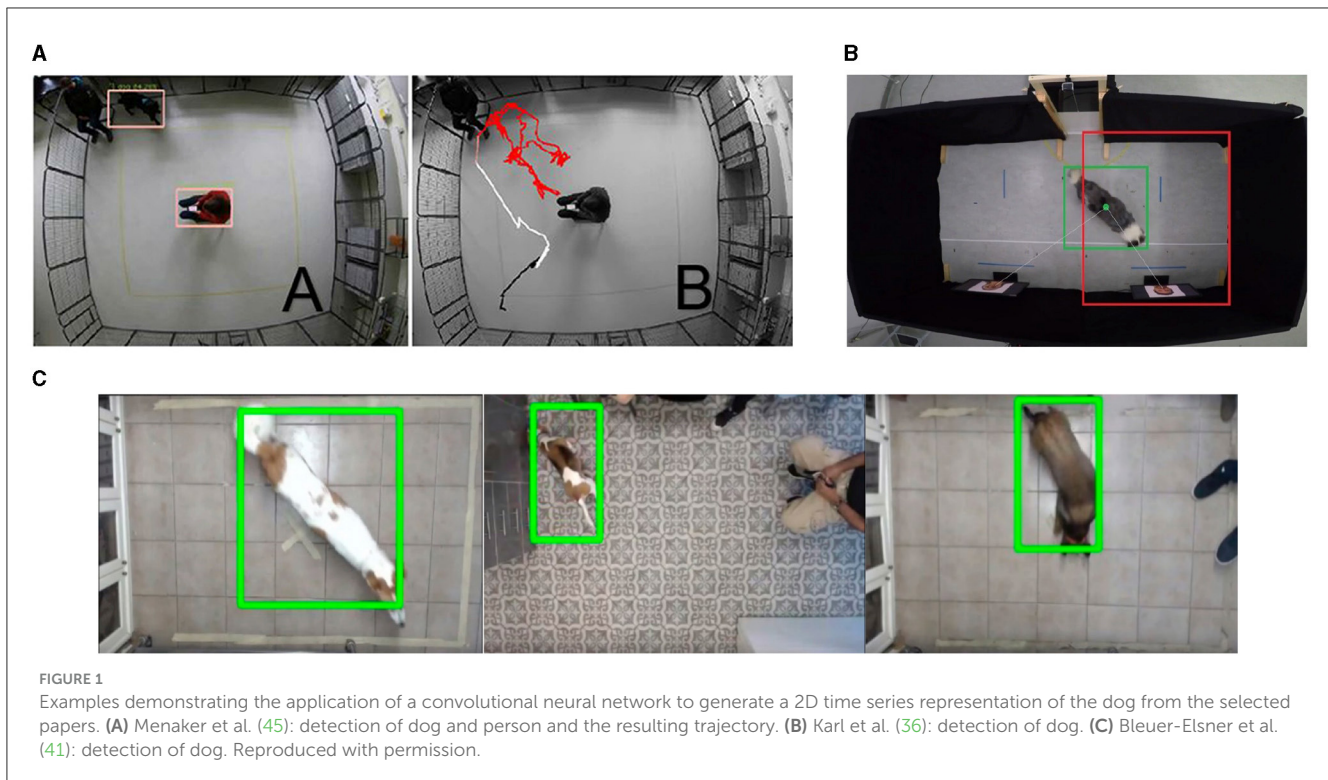 A
B
A
B
C
FIGURE 1
Examples demonstrating the application of a convolutional neural network to generate a 2D time series representation of the dog from the selected
papers. (A) Menaker et al. (45): detection of dog and person and the resulting trajectory. (B) Karl et al. (36): detection of dog. (C) Bleuer-Elsner et al.
(41): detection of dog. Reproduced with permission.